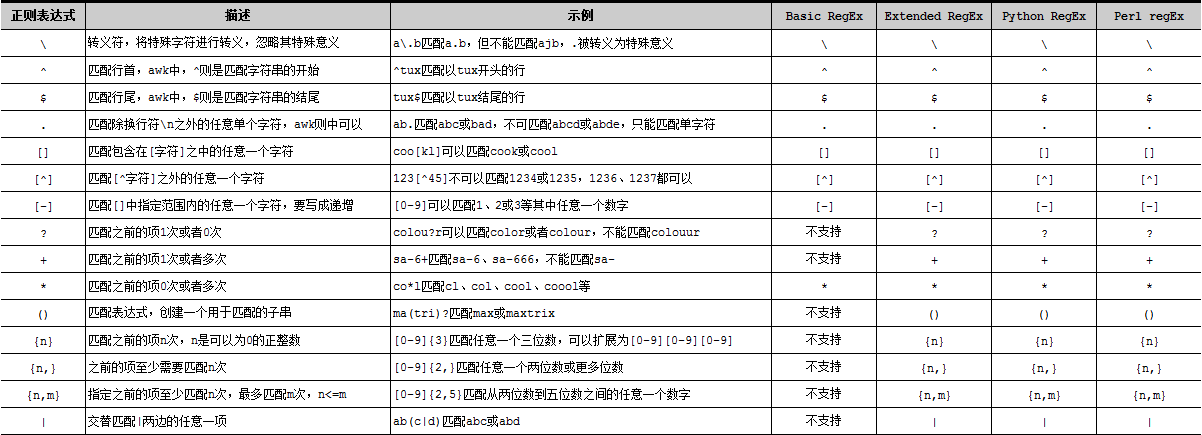 正则表达式 描述 示例 Basic RegEx Extended RegEx Python RegEx Perl regEx
\ 转义符，将特殊字符进行转义，忽略其特殊意义 a\.b匹配a.b，但不能匹配ajb，.被转义为特殊意义 \ \ \ \
^ 匹配行首，awk中，^则是匹配字符串的开始 ^tux匹配以tux开头的行 ^ ^ ^ ^
$ 匹配行尾，awk中，$则是匹配字符串的结尾 tux$匹配以tux结尾的行 $ $ $ $
. 匹配除换行符\n之外的任意单个字符，awk则中可以 ab.匹配abc或bad，不可匹配abcd或abde，只能匹配单字符 . . . .
[] 匹配包含在[字符]之中的任意一个字符 coo[kl]可以匹配cook或cool [] [] [] []
[^] 匹配[^字符]之外的任意一个字符 123[^45]不可以匹配1234或1235，1236、1237都可以 [^] [^] [^] [^]
[-] 匹配[]中指定范围内的任意一个字符，要写成递增 [0-9]可以匹配1、2或3等其中任意一个数字 [-] [-] [-] [-]
? 匹配之前的项1次或者0次 colou?r可以匹配color或者colour，不能匹配colouur 不支持 ? ? ?
+ 匹配之前的项1次或者多次 sa-6+匹配sa-6、sa-666，不能匹配sa- 不支持 + + +
* 匹配之前的项0次或者多次 co*l匹配cl、col、cool、coool等 * * * *
() 匹配表达式，创建一个用于匹配的子串 ma(tri)?匹配max或maxtrix 不支持 () () ()
{n} 匹配之前的项n次，n是可以为0的正整数 [0-9]{3}匹配任意一个三位数，可以扩展为[0-9][0-9][0-9] 不支持 {n} {n} {n}
{n,} 之前的项至少需要匹配n次 [0-9]{2,}匹配任意一个两位数或更多位数 不支持 {n,} {n,} {n,}
{n,m} 指定之前的项至少匹配n次，最多匹配m次，n<=m [0-9]{2,5}匹配从两位数到五位数之间的任意一个数字 不支持 {n,m} {n,m} {n,m}
| 交替匹配|两边的任意一项 ab(c|d)匹配abc或abd 不支持 | | |